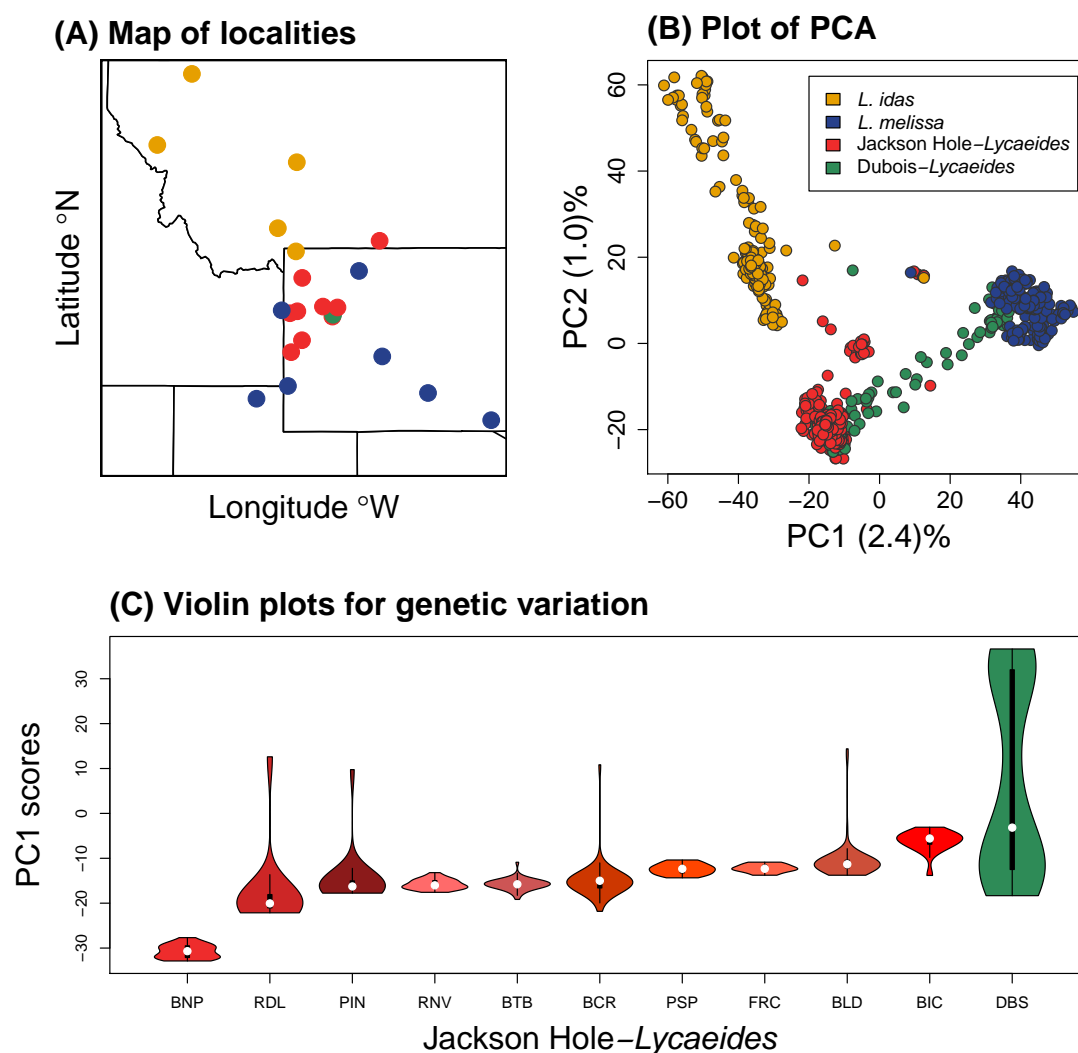 (A) Map of localities
Latitude °N
Longitude °W
(B) Plot of PCA
L. idas
L. melissa
Jackson Hole−Lycaeides
Dubois−Lycaeides
PC2 (1.0)%
60
40
20
0
−20
−60 −40 −20 0 20 40
PC1 (2.4)%
(C) Violin plots for genetic variation
PC1 scores
30
20
10
0
−10
−20
−30
BNP RDL PIN RNV BTB BCR PSP FRC BLD BIC DBS
Jackson Hole−Lycaeides